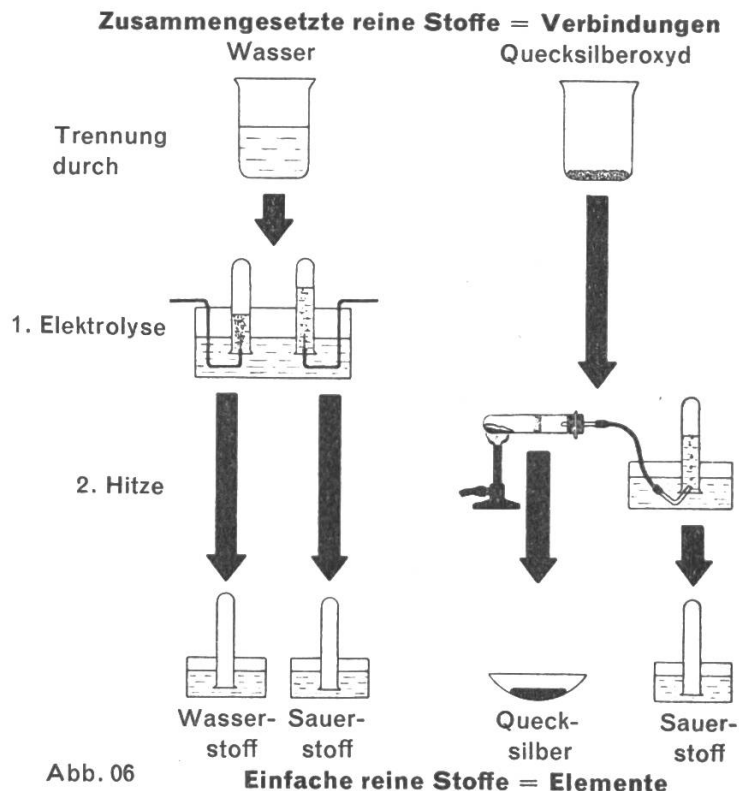 Zusammengesetzte reine Stoffe = Verbindungen
Wasser
Quecksilberoxyd
Trennung
durch
1. Elektrolyse
2. Hitze
Wasser-
stoff
Sauer-
stoff
Queck-
silber
Sauer-
stoff
Abb. 06
Einfache reine Stoffe = Elemente